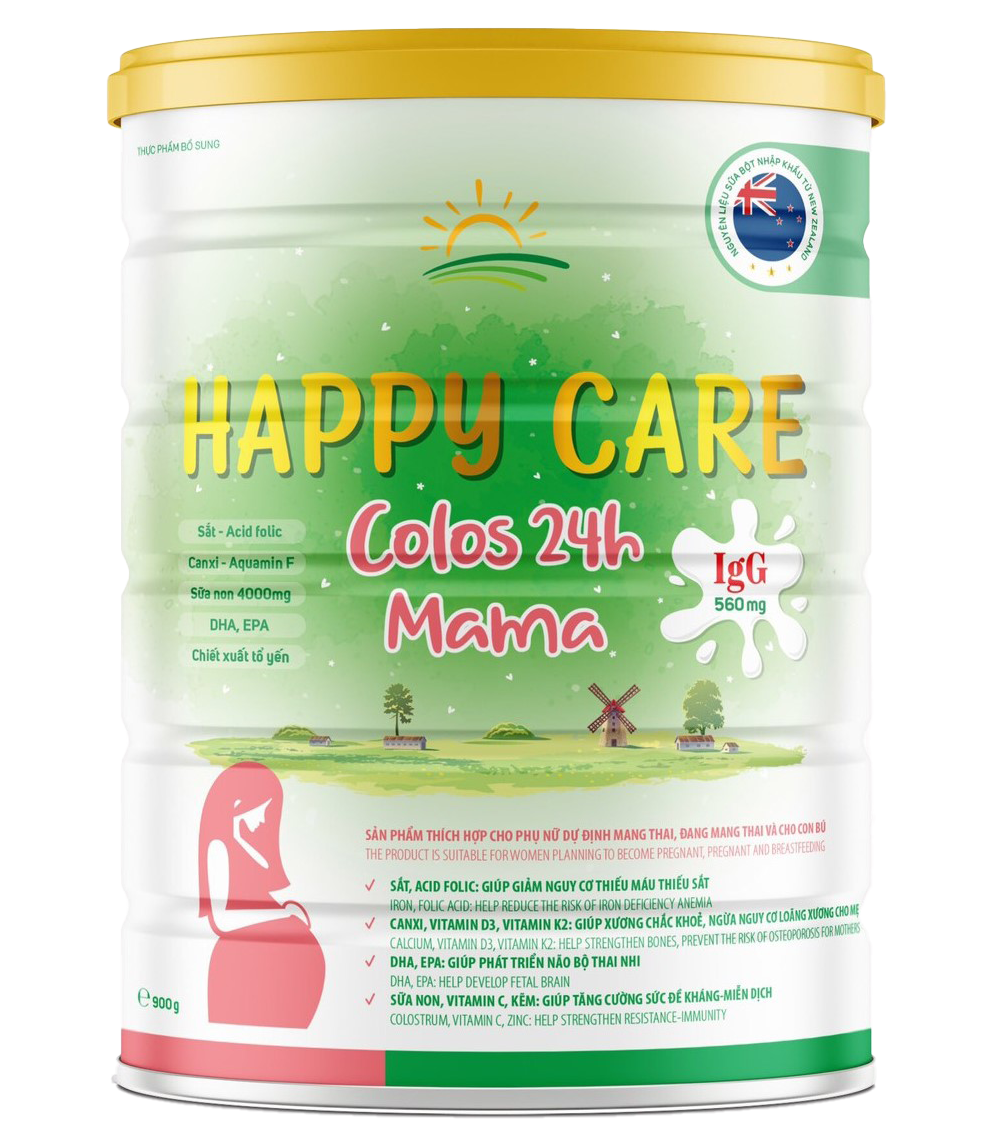 THỰC PHẨM BỔ SUNG
NGUYÊN LIỆU SỮA BỘT NHẬP KHẨU TỪ NEW ZEALAND
HAPPY CARE
Colos 24h
Mama
Sắt - Acid folic
Canxi - Aquamin F
Sữa non 4000mg
DHA, EPA
Chiết xuất tổ yến
IgG
560 mg
SẢN PHẨM THÍCH HỢP CHO PHỤ NỮ DỰ ĐỊNH MANG THAI, ĐANG MANG THAI VÀ CHO CON BÚ
THE PRODUCT IS SUITABLE FOR WOMEN PLANNING TO BECOME PREGNANT, PREGNANT AND BREASTFEEDING
✓ SẮT, ACID FOLIC: GIÚP GIẢM NGUY CƠ THIẾU MÁU THIẾU SẮT
IRON, FOLIC ACID: HELP REDUCE THE RISK OF IRON DEFICIENCY ANEMIA
✓ CANXI, VITAMIN D3, VITAMIN K2: GIÚP XƯƠNG CHẮC KHOẺ, NGỪA NGUY CƠ LOÃNG XƯƠNG CHO MẸ
CALCIUM, VITAMIN D3, VITAMIN K2: HELP STRENGTHEN BONES, PREVENT THE RISK OF OSTEOPOROSIS FOR MOTHERS
✓ DHA, EPA: GIÚP PHÁT TRIỂN NÃO BỘ THAI NHI
DHA, EPA: HELP DEVELOP FETAL BRAIN
✓ SỮA NON, VITAMIN C, KẼM: GIÚP TĂNG CƯỜNG SỨC ĐỀ KHÁNG-MIỄN DỊCH
COLOSTRUM, VITAMIN C, ZINC: HELP STRENGTHEN RESISTANCE-IMMUNITY
℮ 900 g